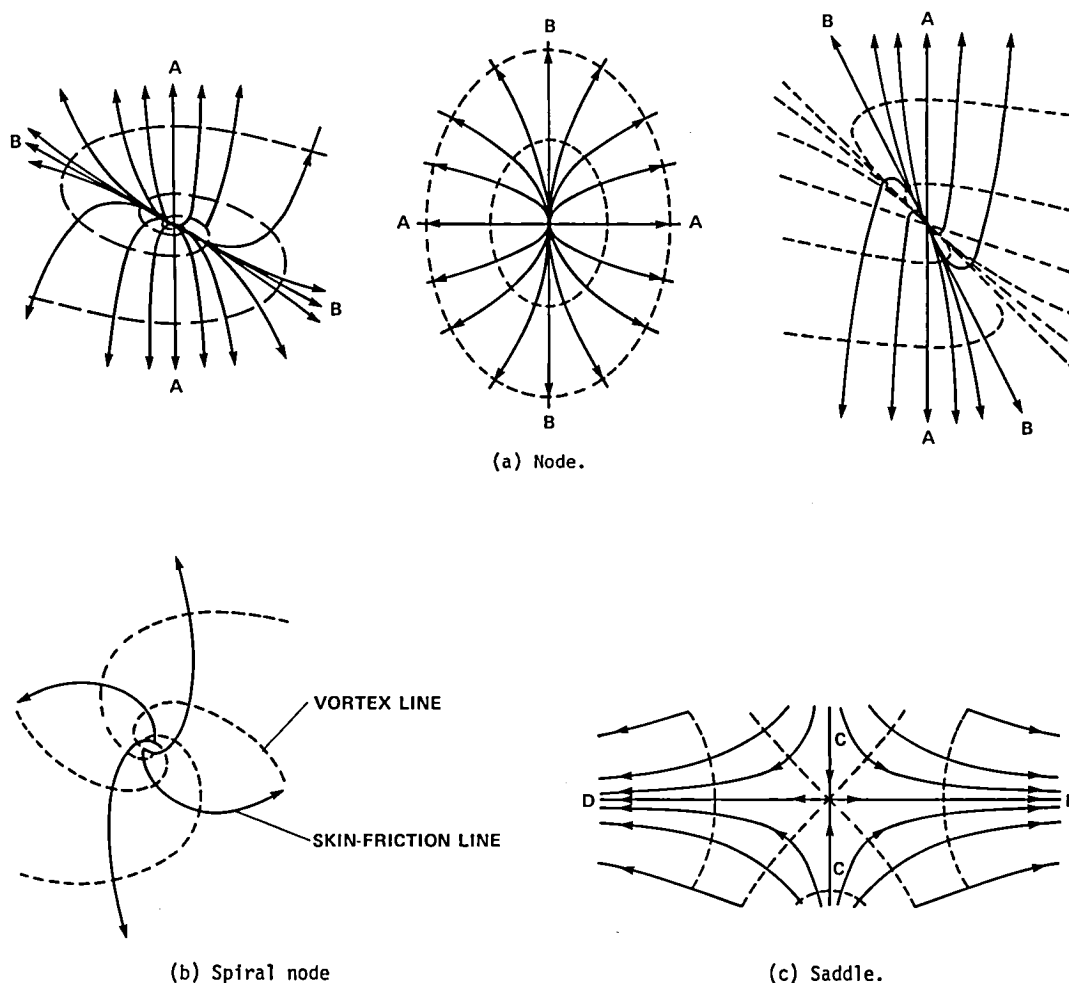 B
A
B
A
B
A
A
B
B
A
A
B
(a) Node.
VORTEX LINE
SKIN-FRICTION LINE
C
D
D
C
(b) Spiral node
(c) Saddle.